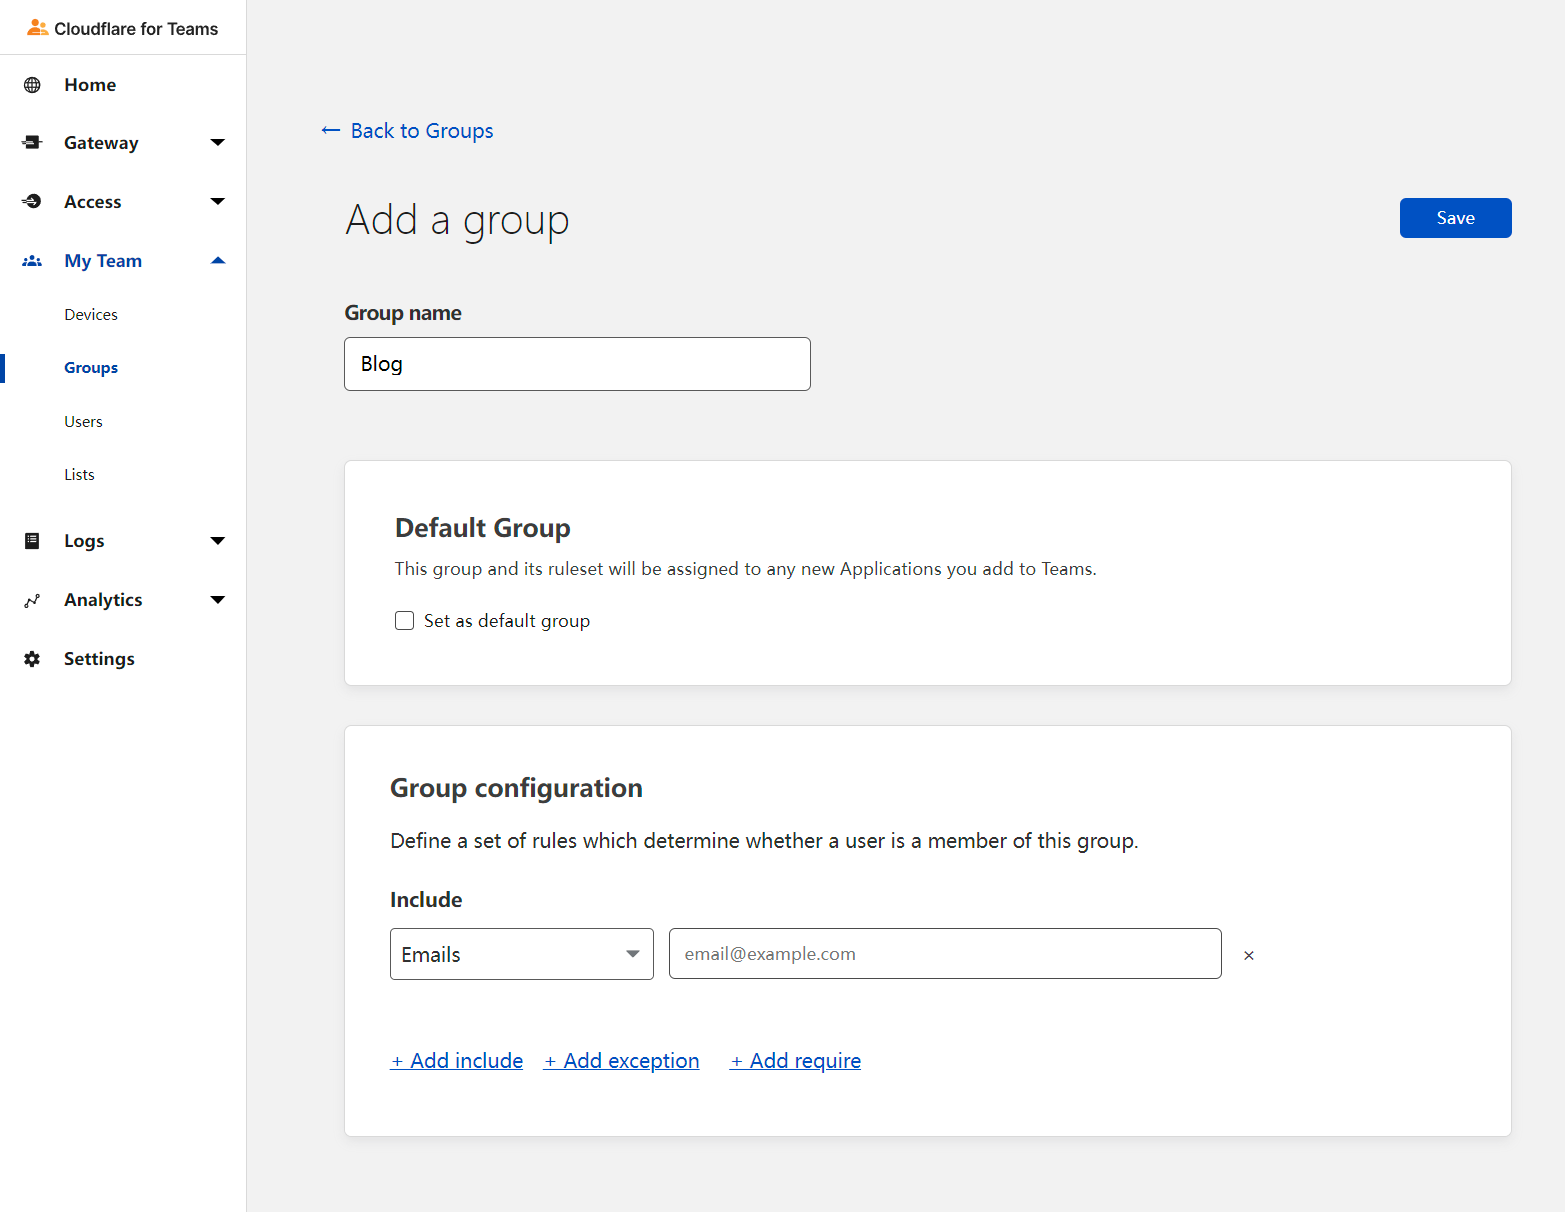 Cloudflare for Teams
Home
Gateway
Access
My Team
Devices
Groups
Users
Lists
Logs
Analytics
Settings
← Back to Groups
Add a group
Save
Group name
Blog
Default Group
This group and its ruleset will be assigned to any new Applications you add to Teams.
Set as default group
Group configuration
Define a set of rules which determine whether a user is a member of this group.
Include
Emails
email@example.com
×
+ Add include + Add exception + Add require